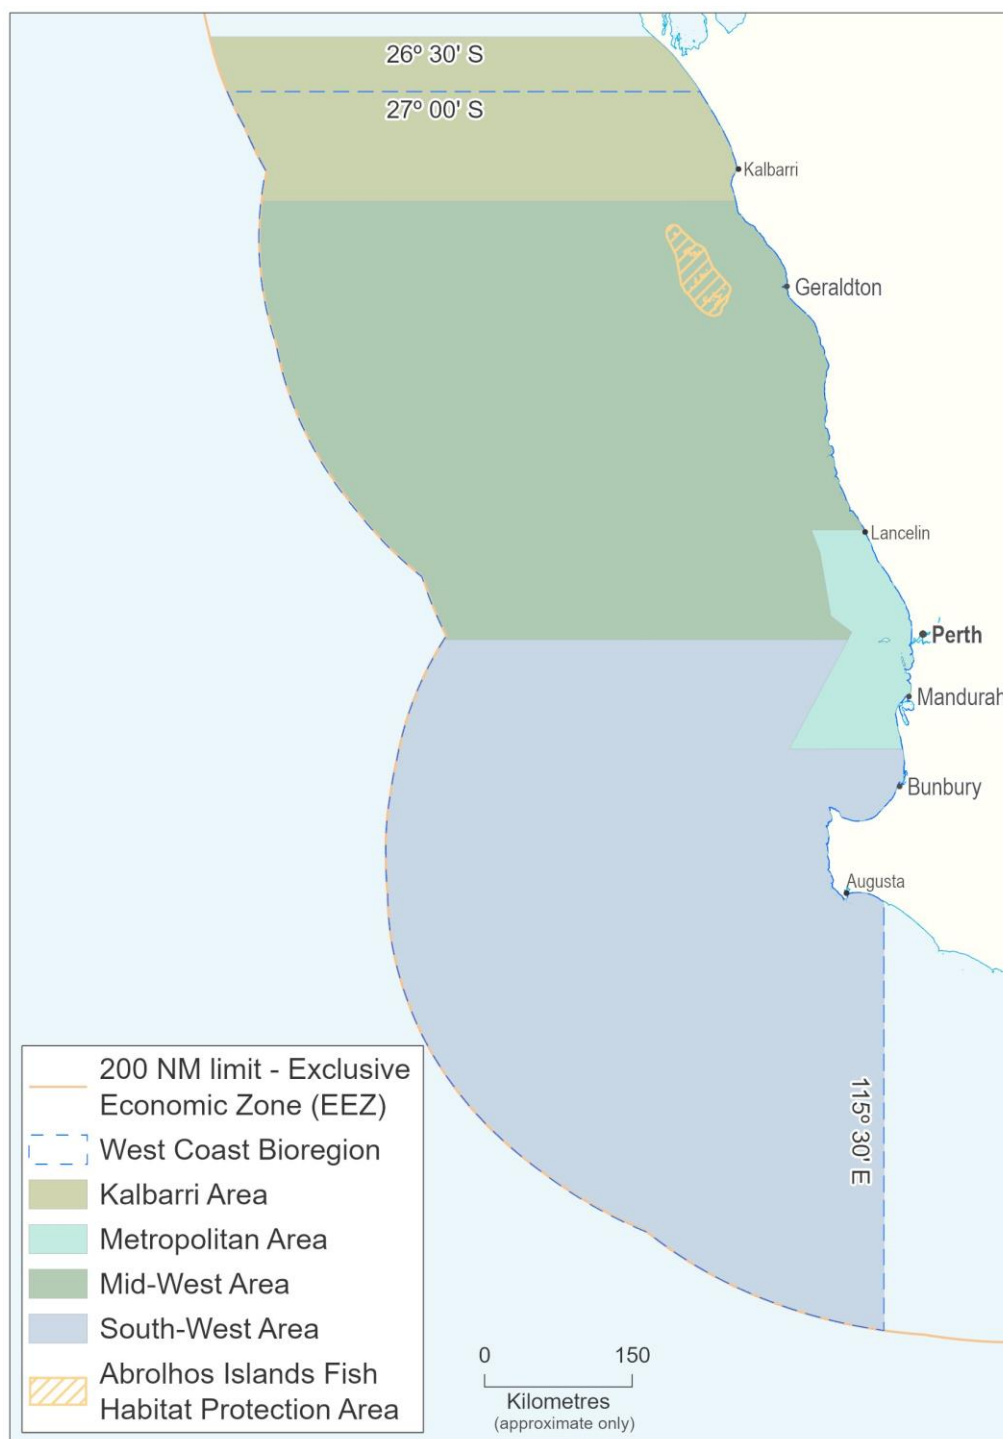 26º 30' S
27º 00' S
Kalbarri
Geraldton
Lancelin
Perth
Mandurah
Bunbury
Augusta
115º 30' E
200 NM limit - Exclusive
Economic Zone (EEZ)
West Coast Bioregion
Kalbarri Area
Metropolitan Area
Mid-West Area
South-West Area
Abrolhos Islands Fish
Habitat Protection Area
0 150
Kilometres
(approximate only)